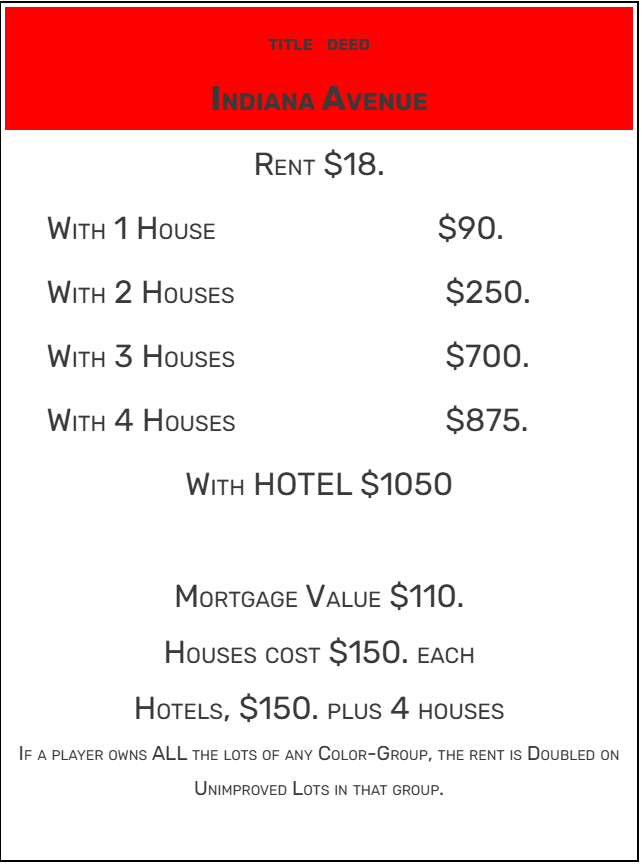 TITLE DEED
INDIANA AVENUE
RENT $18.
WITH 1 HOUSE $90.
WITH 2 HOUSES $250.
WITH 3 HOUSES $700.
WITH 4 HOUSES $875.
WITH HOTEL $1050
MORTGAGE VALUE $110.
HOUSES COST $150. EACH
HOTELS, $150. PLUS 4 HOUSES
IF A PLAYER OWNS ALL THE LOTS OF ANY COLOR-GROUP, THE RENT IS DOUBLED ON
UNIMPROVED LOTS IN THAT GROUP.